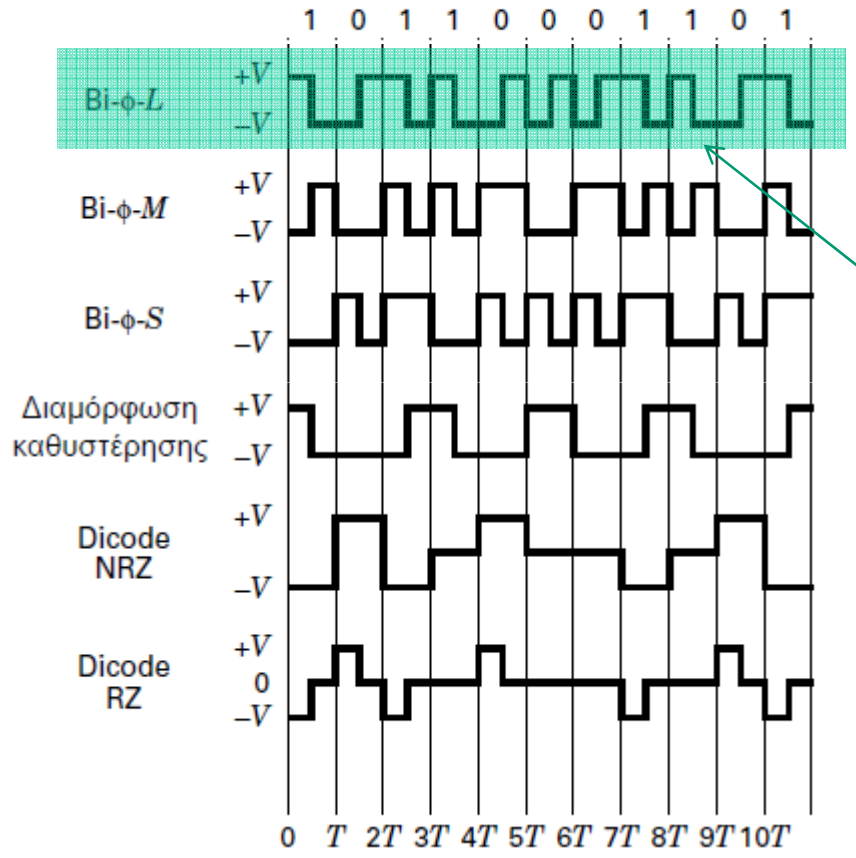 1 0 1 1 0 0 0 1 1 0 1
+V
Bi-ϕ-L
−V
+V
Bi-ϕ-M
−V
+V
Bi-ϕ-S
−V
Διαμόρφωση
καθυστέρησης
+V
−V
+V
Dicode
NRZ
−V
+V
Dicode
RZ
0
−V
0 T 2T 3T 4T 5T 6T 7T 8T 9T 10T